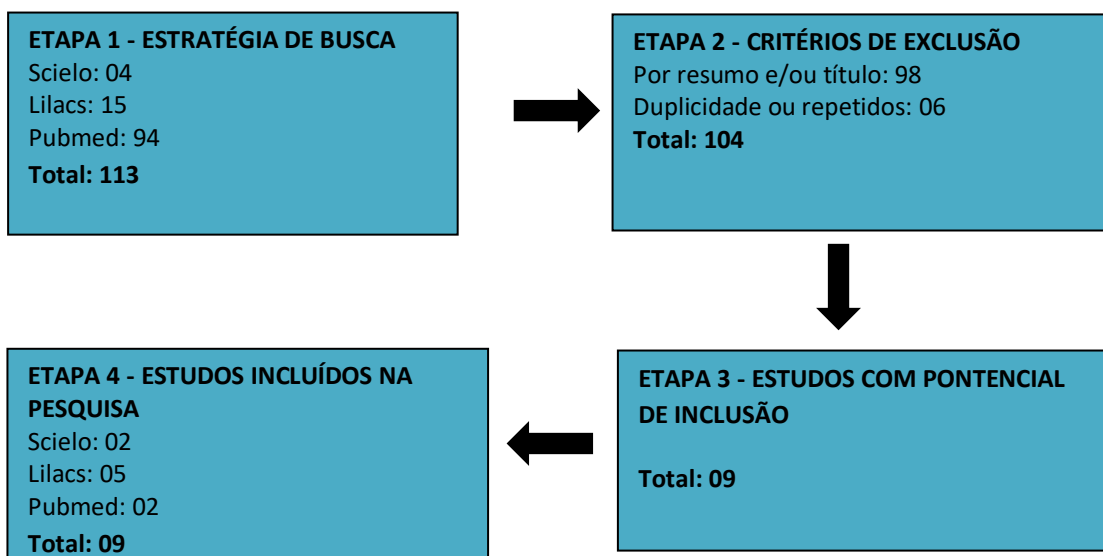 ETAPA 1 - ESTRATÉGIA DE BUSCA
Scielo: 04
Lilacs: 15
Pubmed: 94
Total: 113
ETAPA 2 - CRITÉRIOS DE EXCLUSÃO
Por resumo e/ou título: 98
Duplicidade ou repetidos: 06
Total: 104
ETAPA 3 - ESTUDOS COM PONTENCIAL
DE INCLUSÃO
Total: 09
ETAPA 4 - ESTUDOS INCLUÍDOS NA
PESQUISA
Scielo: 02
Lilacs: 05
Pubmed: 02
Total: 09